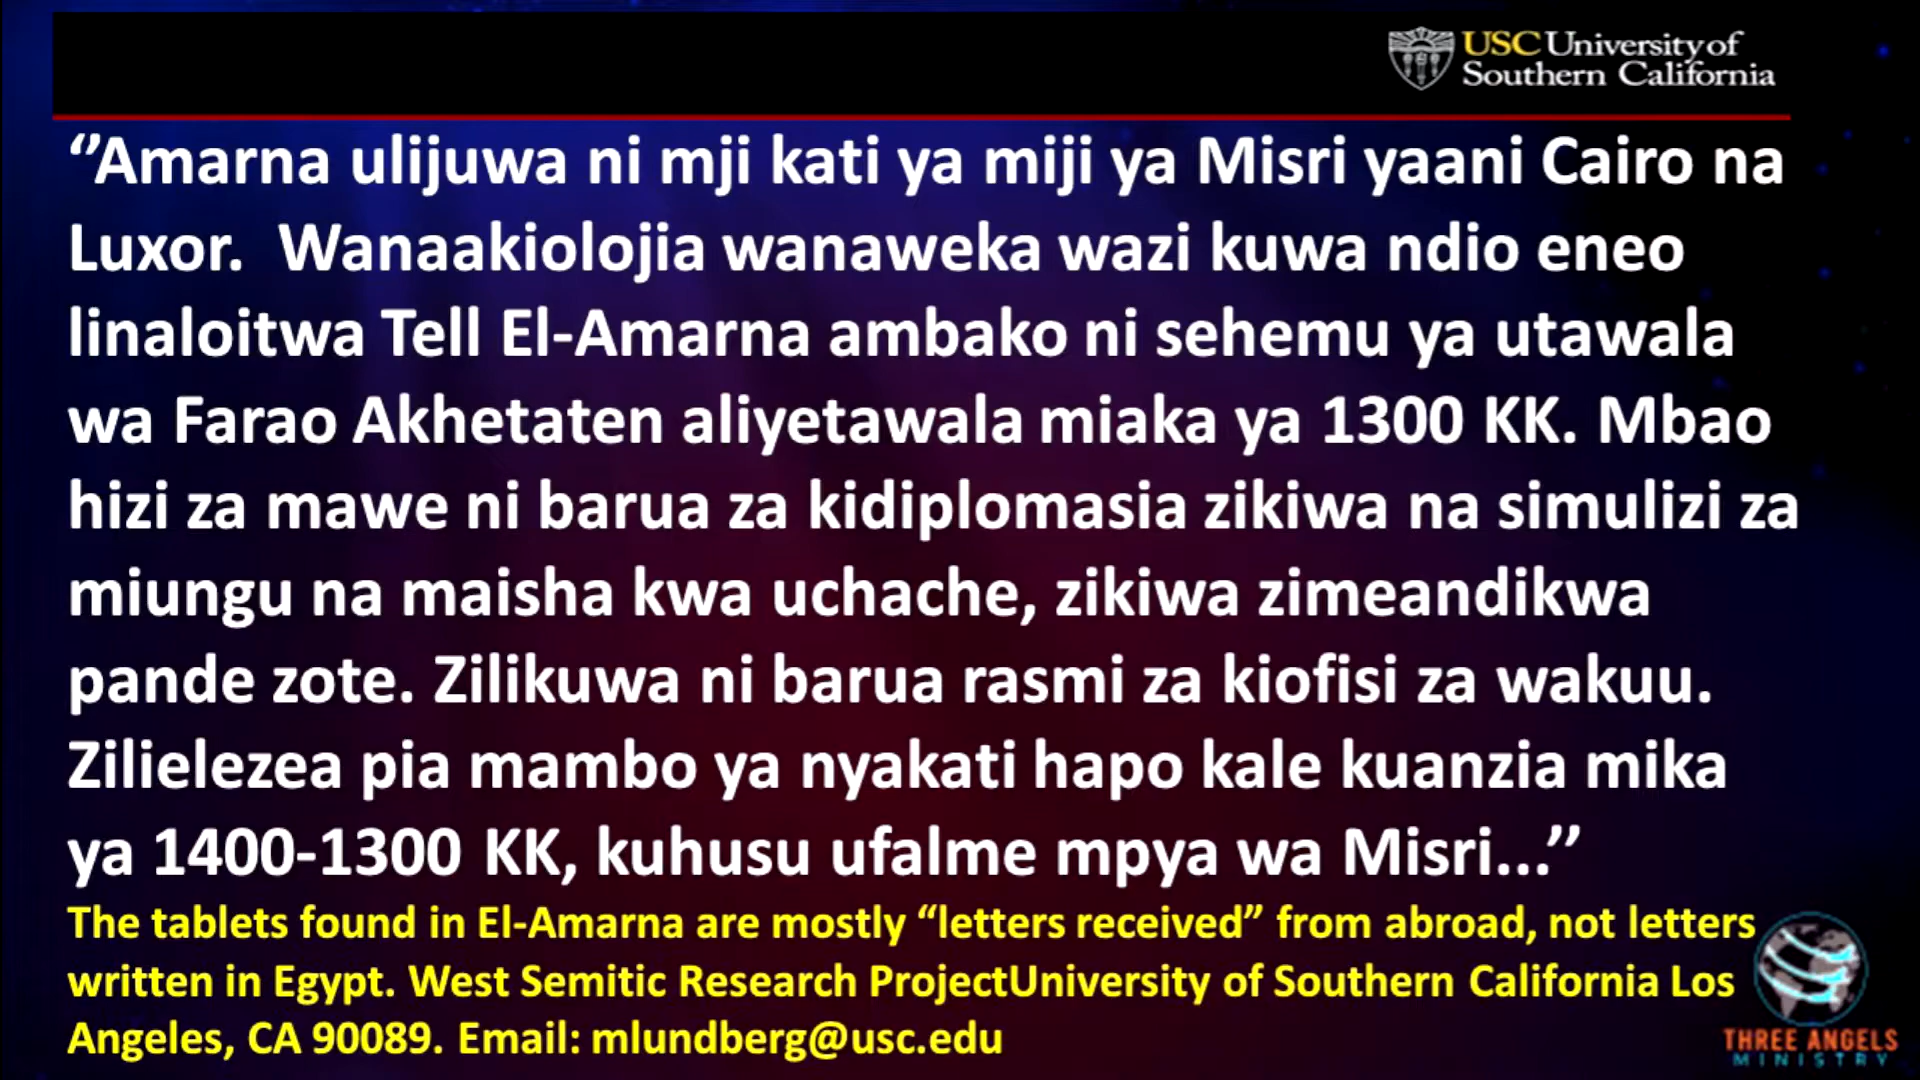 USC University of
Southern California
‘’Amarna ulijuwa ni mji kati ya miji ya Misri yaani Cairo na
Luxor.  Wanaakiolojia wanaweka wazi kuwa ndio eneo
linaloitwa Tell El-Amarna ambako ni sehemu ya utawala
wa Farao Akhetaten aliyetawala miaka ya 1300 KK. Mbao
hizi za mawe ni barua za kidiplomasia zikiwa na simulizi za
miungu na maisha kwa uchache, zikiwa zimeandikwa
pande zote. Zilikuwa ni barua rasmi za kiofisi za wakuu.
Zilielezea pia mambo ya nyakati hapo kale kuanzia mika
ya 1400-1300 KK, kuhusu ufalme mpya wa Misri...’’
The tablets found in El-Amarna are mostly “letters received” from abroad, not letters
written in Egypt. West Semitic Research ProjectUniversity of Southern California Los
Angeles, CA 90089. Email: mlundberg@usc.edu
THREE ANGELS
MINISTRY